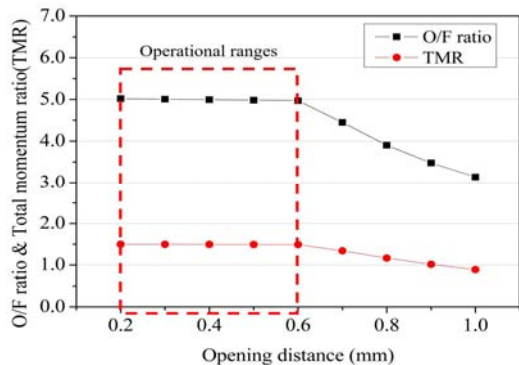 7.0
6.0
5.0
4.0
3.0
2.0
1.0
0.0
O/F ratio & Total momentum ratio(TMR)
Operational ranges
O/F ratio
TMR
0.2
0.4
0.6
0.8
1.0
Opening distance (mm)